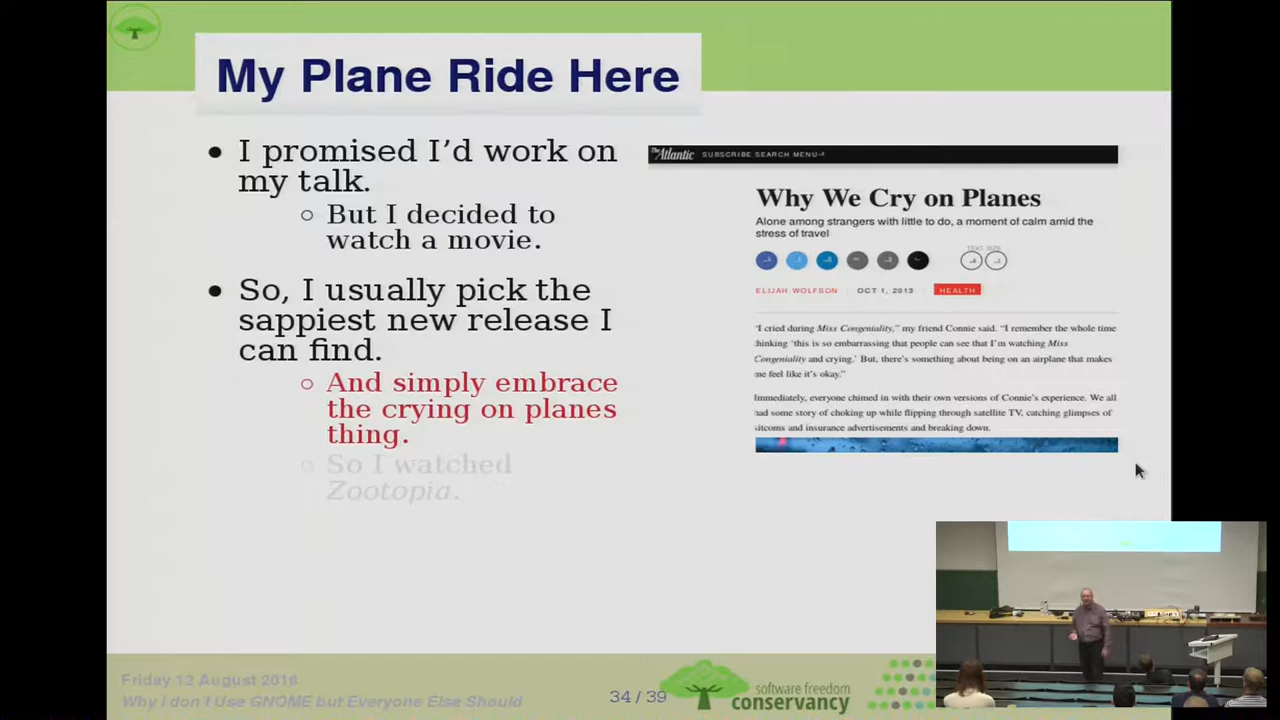 My Plane Ride Here
• I promised I’d work on
my talk.
○ But I decided to
watch a movie.
• So, I usually pick the
sappiest new release I
can find.
○ And simply embrace
the crying on planes
thing.
○ So I watched
Zootopia.
The Atlantic SUBSCRIBE SEARCH MENU
Why We Cry on Planes
Alone among strangers with little to do, a moment of calm amid the
stress of travel
TEXT SIZE
ELIJAH WOLFSON OCT 1, 2013 HEALTH
"I cried during Miss Congeniality," my friend Connie said. "I remember the whole time
thinking ‘this is so embarrassing that people can see that I’m watching Miss
Congeniality and crying.’ But, there’s something about being on an airplane that makes
me feel like it’s okay."
Immediately, everyone chimed in with their own versions of Connie’s experience. We all
had some story of choking up while flipping through satellite TV, catching glimpses of
sitcoms and insurance advertisements and breaking down.
Friday 12 August 2016
Why I don’t Use GNOME but Everyone Else Should
34 / 39
software freedom
conservancy